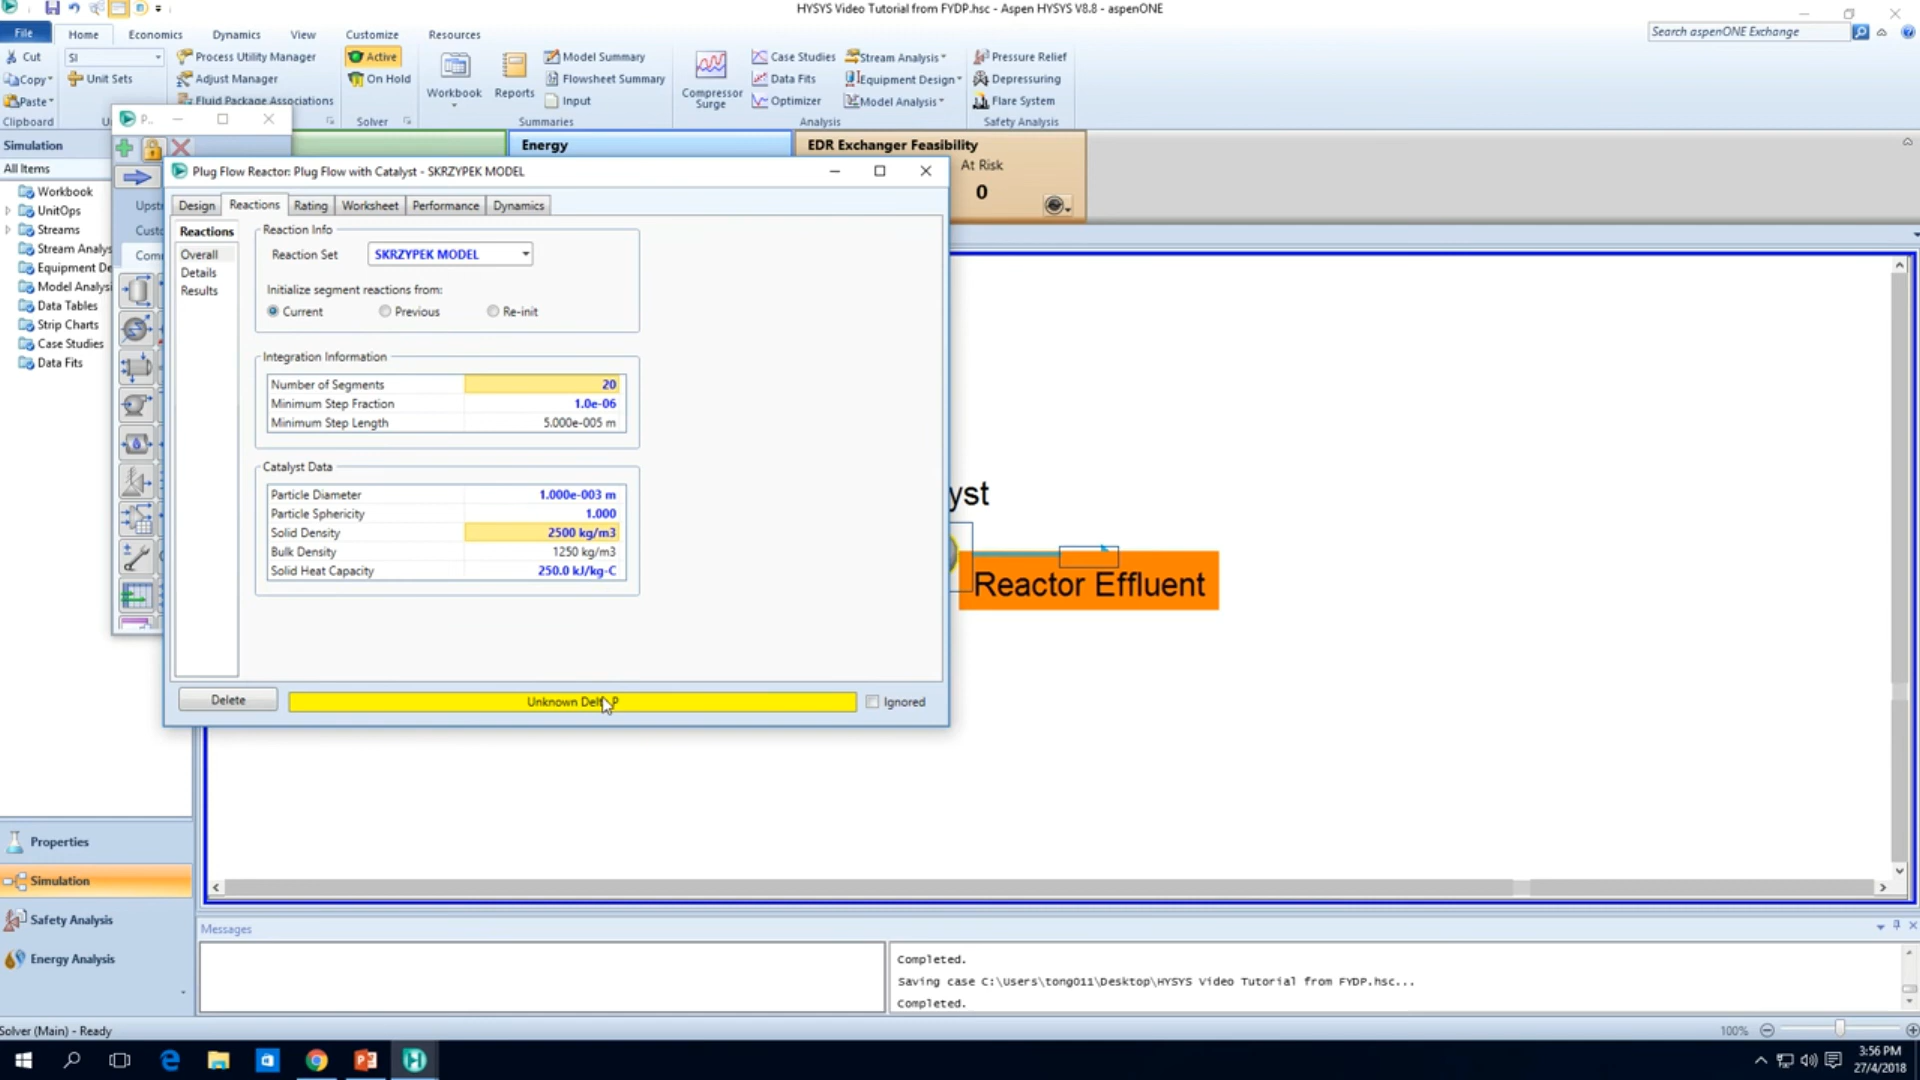 HYSYS Video Tutorial from FYDP.hsc - Aspen HYSYS V8.8 - aspenONE
File Home Economics Dynamics View Customize Resources
Search aspenONE Exchange
Cut SI Process Utility Manager Active Model Summary Case Studies Stream Analysis Pressure Relief
Copy Unit Sets Adjust Manager On Hold Workbook Reports Flowsheet Summary Compressor Surge Data Fits Equipment Design Depressuring
Paste Fluid Package Associations Input Optimizer Model Analysis Flare System
Clipboard Solver Summaries Analysis Safety Analysis
P..
Simulation
All Items
Energy
EDR Exchanger Feasibility
At Risk
0
Workbook
UnitOps
Streams
Stream Analys
Equipment De
Model Analys
Data Tables
Strip Charts
Case Studies
Data Fits
Upst
Custo
Com
Plug Flow Reactor: Plug Flow with Catalyst - SKRZYPEK MODEL
Design Reactions Rating Worksheet Performance Dynamics
Reactions
Overall
Details
Results
Reaction Info
Reaction Set SKRZYPEK MODEL
Initialize segment reactions from:
Current Previous Re-init
Integration Information
Number of Segments 20
Minimum Step Fraction 1.0e-06
Minimum Step Length 5.000e-005 m
Catalyst Data
Particle Diameter 1.000e-003 m
Particle Sphericity 1.000
Solid Density 2500 kg/m3
Bulk Density 1250 kg/m3
Solid Heat Capacity 250.0 kJ/kg-C
Delete Unknown Delt P Ignored
yst
Reactor Effluent
Properties
Simulation
Safety Analysis
Energy Analysis
Messages
Completed.
Saving case C:\Users\tong011\Desktop\HYSYS Video Tutorial from FYDP.hsc...
Completed.
Solver (Main) - Ready
100%
3:56 PM
27/4/2018